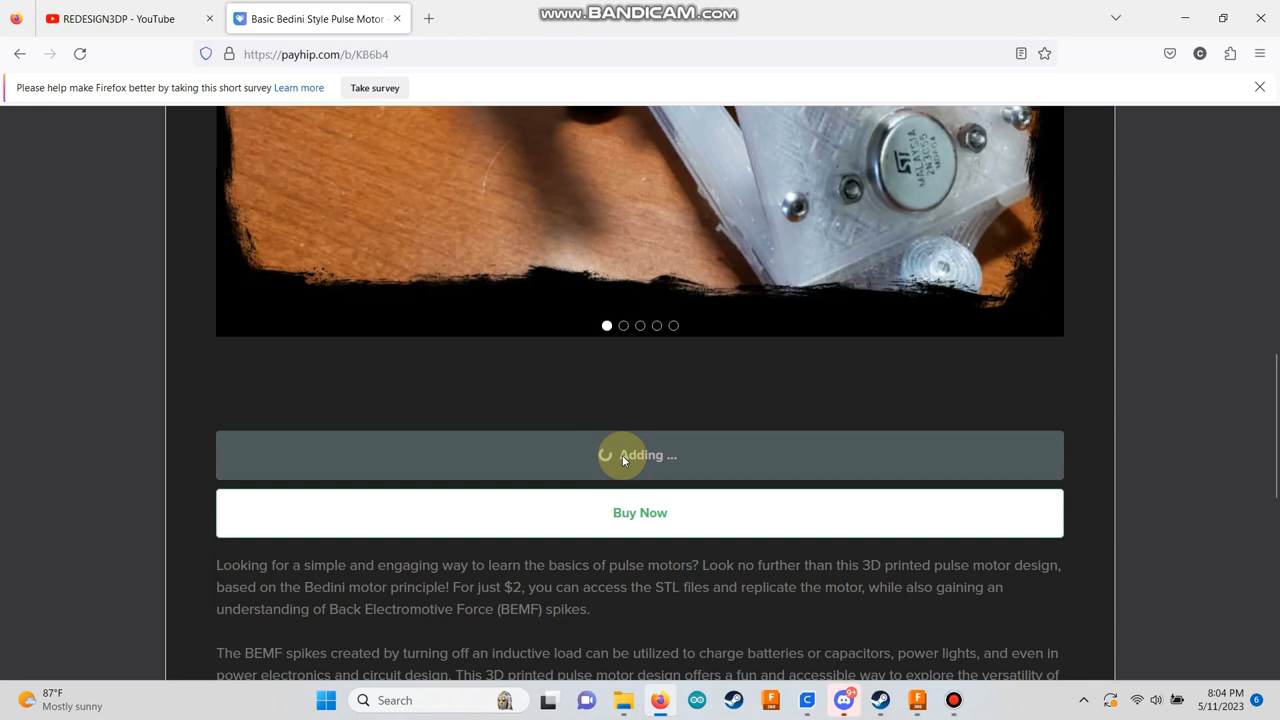 www.BANDICAM.com
REDESIGN3DP - YouTube
Basic Bedini Style Pulse Motor -
https://payhip.com/b/KB6b4
C
Please help make Firefox better by taking this short survey Learn more
Take survey
MALAYSIA
2N3055
Adding ...
Buy Now
Looking for a simple and engaging way to learn the basics of pulse motors? Look no further than this 3D printed pulse motor design,
based on the Bedini motor principle! For just $2, you can access the STL files and replicate the motor, while also gaining an
understanding of Back Electromotive Force (BEMF) spikes.
The BEMF spikes created by turning off an inductive load can be utilized to charge batteries or capacitors, power lights, and even in
power electronics and circuit design. This 3D printed pulse motor design offers a fun and accessible way to explore the versatility of
87°F
Mostly sunny
Search
9+
8:04 PM
5/11/2023
6